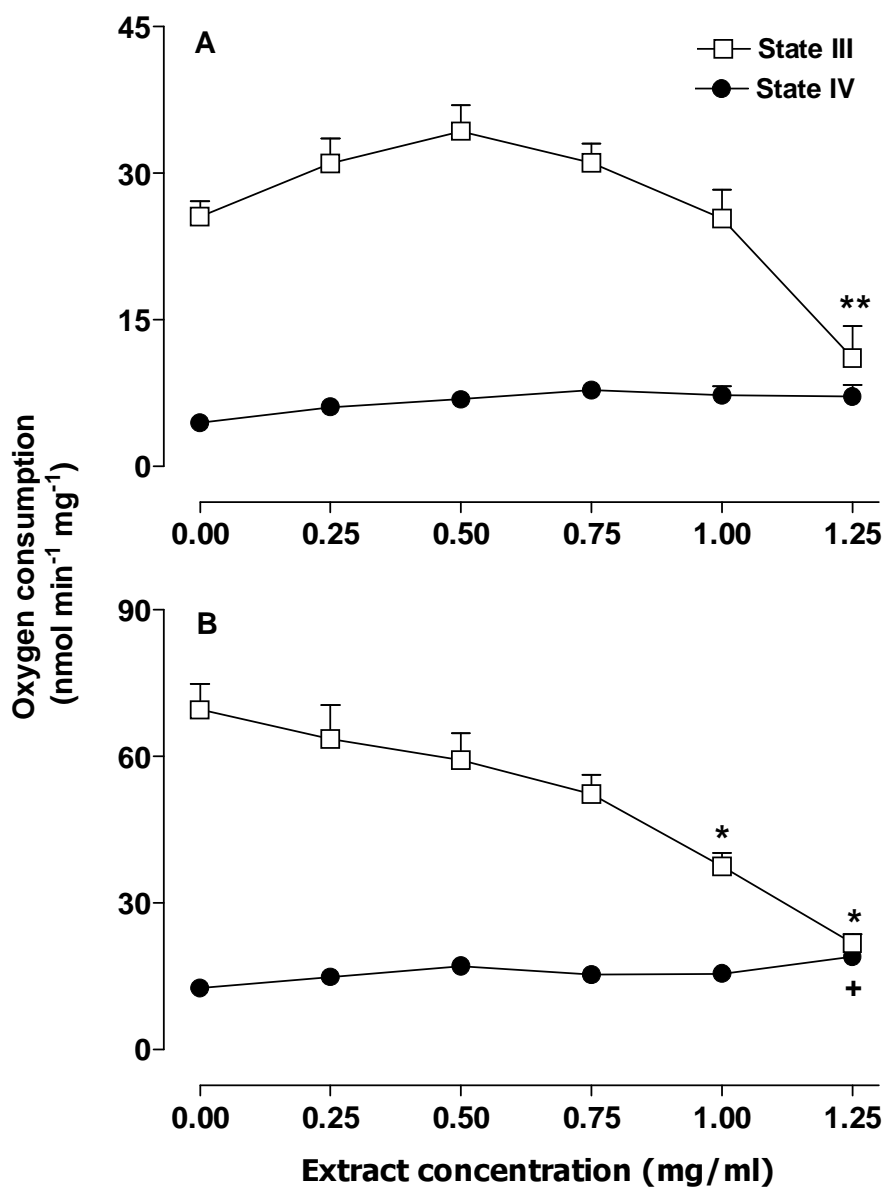 A
State III
State IV
45
30
15
0
**
0.00 0.25 0.50 0.75 1.00 1.25
Oxygen consumption
(nmol min⁻¹ mg⁻¹)
B
90
60
30
0
*
*
+
0.00 0.25 0.50 0.75 1.00 1.25
Extract concentration (mg/ml)